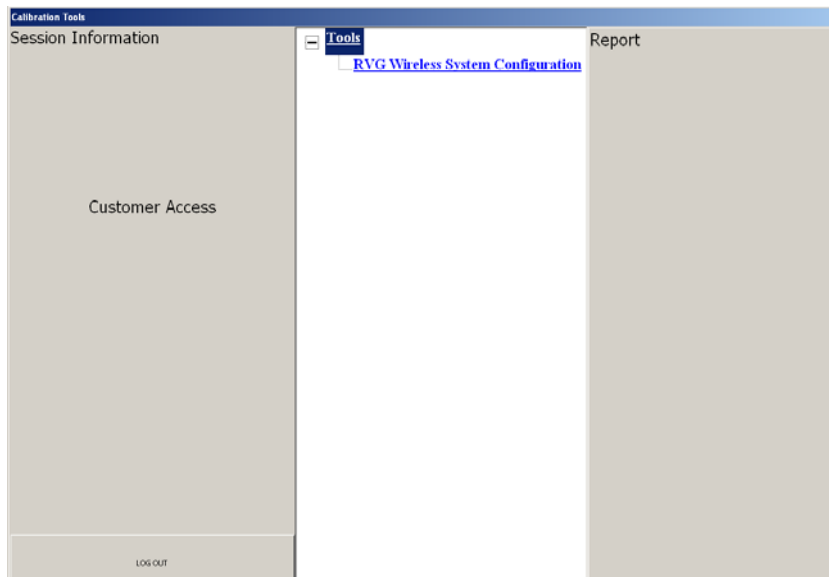 Calibration Tools
Session Information
Customer Access
LOG OUT
Tools
RVG Wireless System Configuration
Report